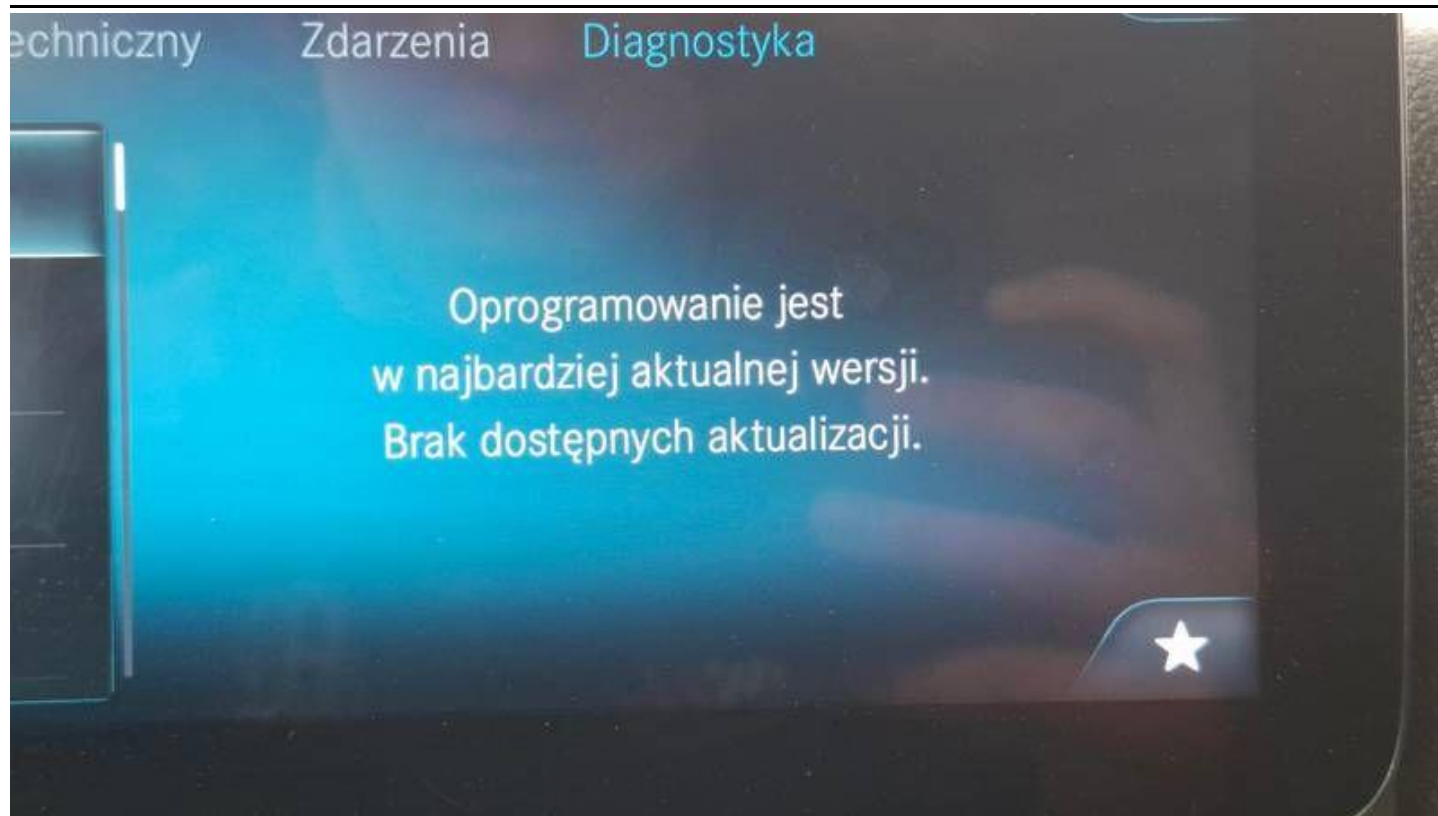 echniczny Zdarzenia Diagnostyka
Oprogramowanie jest
w najbardziej aktualnej wersji.
Brak dostępnych aktualizacji.